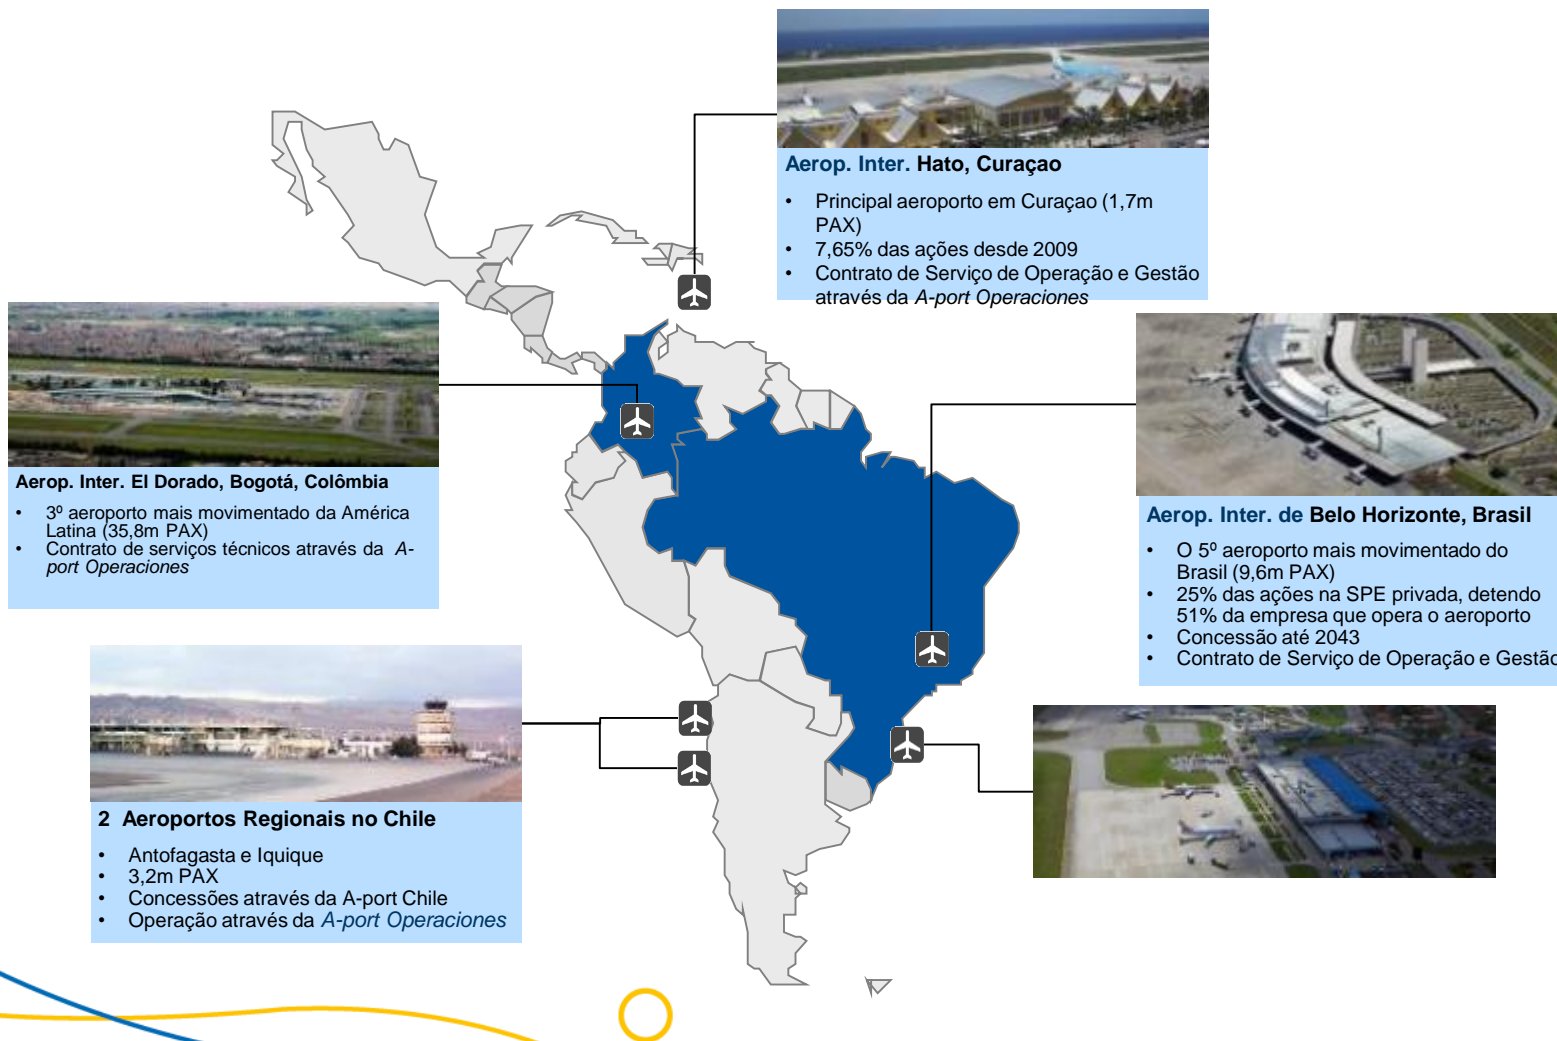 Aerop. Inter. Hato, Curaçao
• Principal aeroporto em Curaçao (1,7m
PAX)
• 7,65% das ações desde 2009
• Contrato de Serviço de Operação e Gestão
através da A-port Operaciones
Aerop. Inter. El Dorado, Bogotá, Colômbia
• 3º aeroporto mais movimentado da América
Latina (35,8m PAX)
• Contrato de serviços técnicos através da A-
port Operaciones
Aerop. Inter. de Belo Horizonte, Brasil
• O 5º aeroporto mais movimentado do
Brasil (9,6m PAX)
• 25% das ações na SPE privada, detendo
51% da empresa que opera o aeroporto
• Concessão até 2043
• Contrato de Serviço de Operação e Gestão
2 Aeroportos Regionais no Chile
• Antofagasta e Iquique
• 3,2m PAX
• Concessões através da A-port Chile
• Operação através da A-port Operaciones